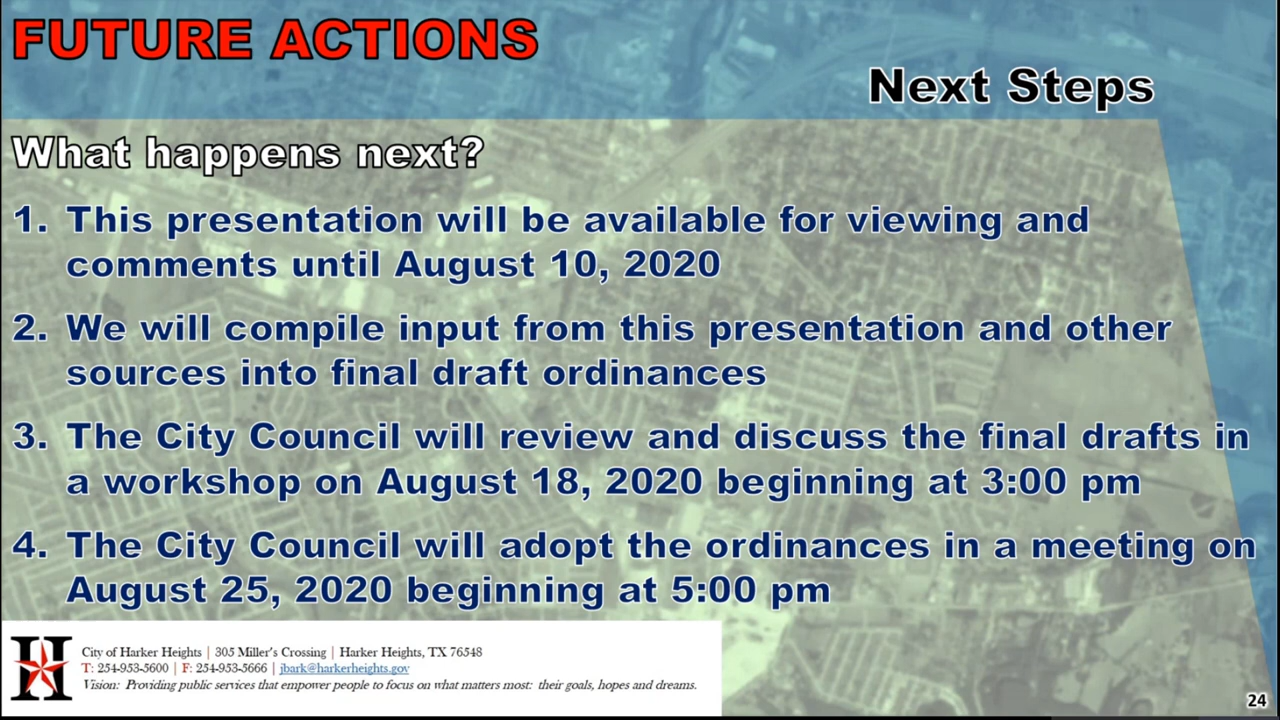 FUTURE ACTIONS
Next Steps
What happens next?
1. This presentation will be available for viewing and
comments until August 10, 2020
2. We will compile input from this presentation and other
sources into final draft ordinances
3. The City Council will review and discuss the final drafts in
a workshop on August 18, 2020 beginning at 3:00 pm
4. The City Council will adopt the ordinances in a meeting on
August 25, 2020 beginning at 5:00 pm
H
City of Harker Heights | 305 Miller's Crossing | Harker Heights, TX 76548
T: 254-953-5600 | F: 254-953-5666 | jbark@harkerheights.gov
Vision: Providing public services that empower people to focus on what matters most: their goals, hopes and dreams.
24